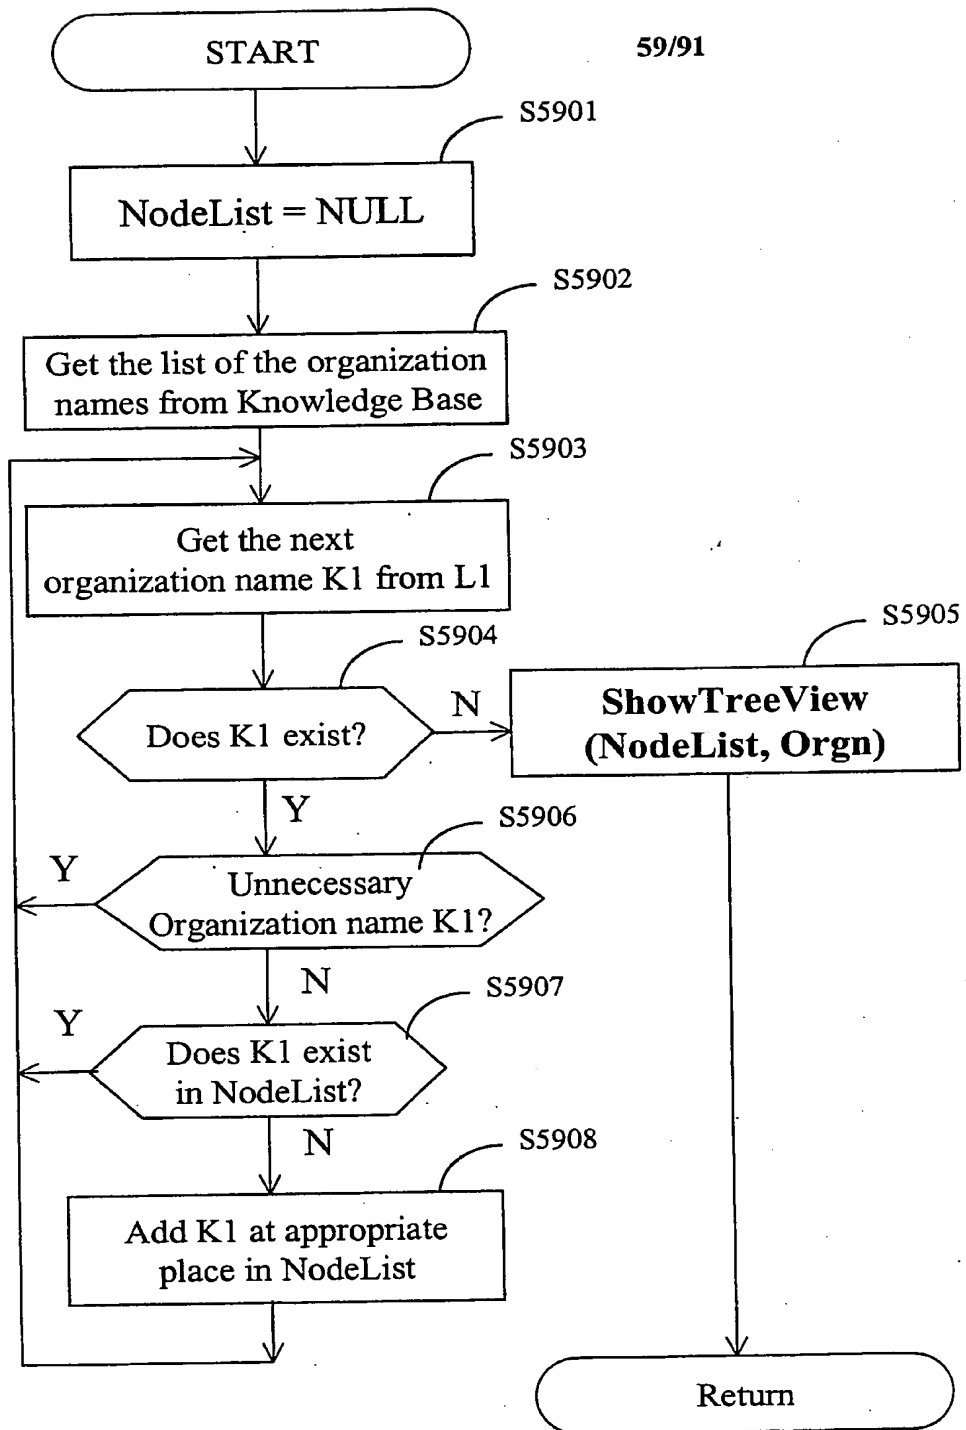 START
59/91
S5901
NodeList = NULL
S5902
Get the list of the organization
names from Knowledge Base
S5903
Get the next
organization name K1 from L1
S5904
Does K1 exist?
N
S5905
ShowTreeView
(NodeList, Orgn)
Y
S5906
Y
Unnecessary
Organization name K1?
N
S5907
Y
Does K1 exist
in NodeList?
N
S5908
Add K1 at appropriate
place in NodeList
Return